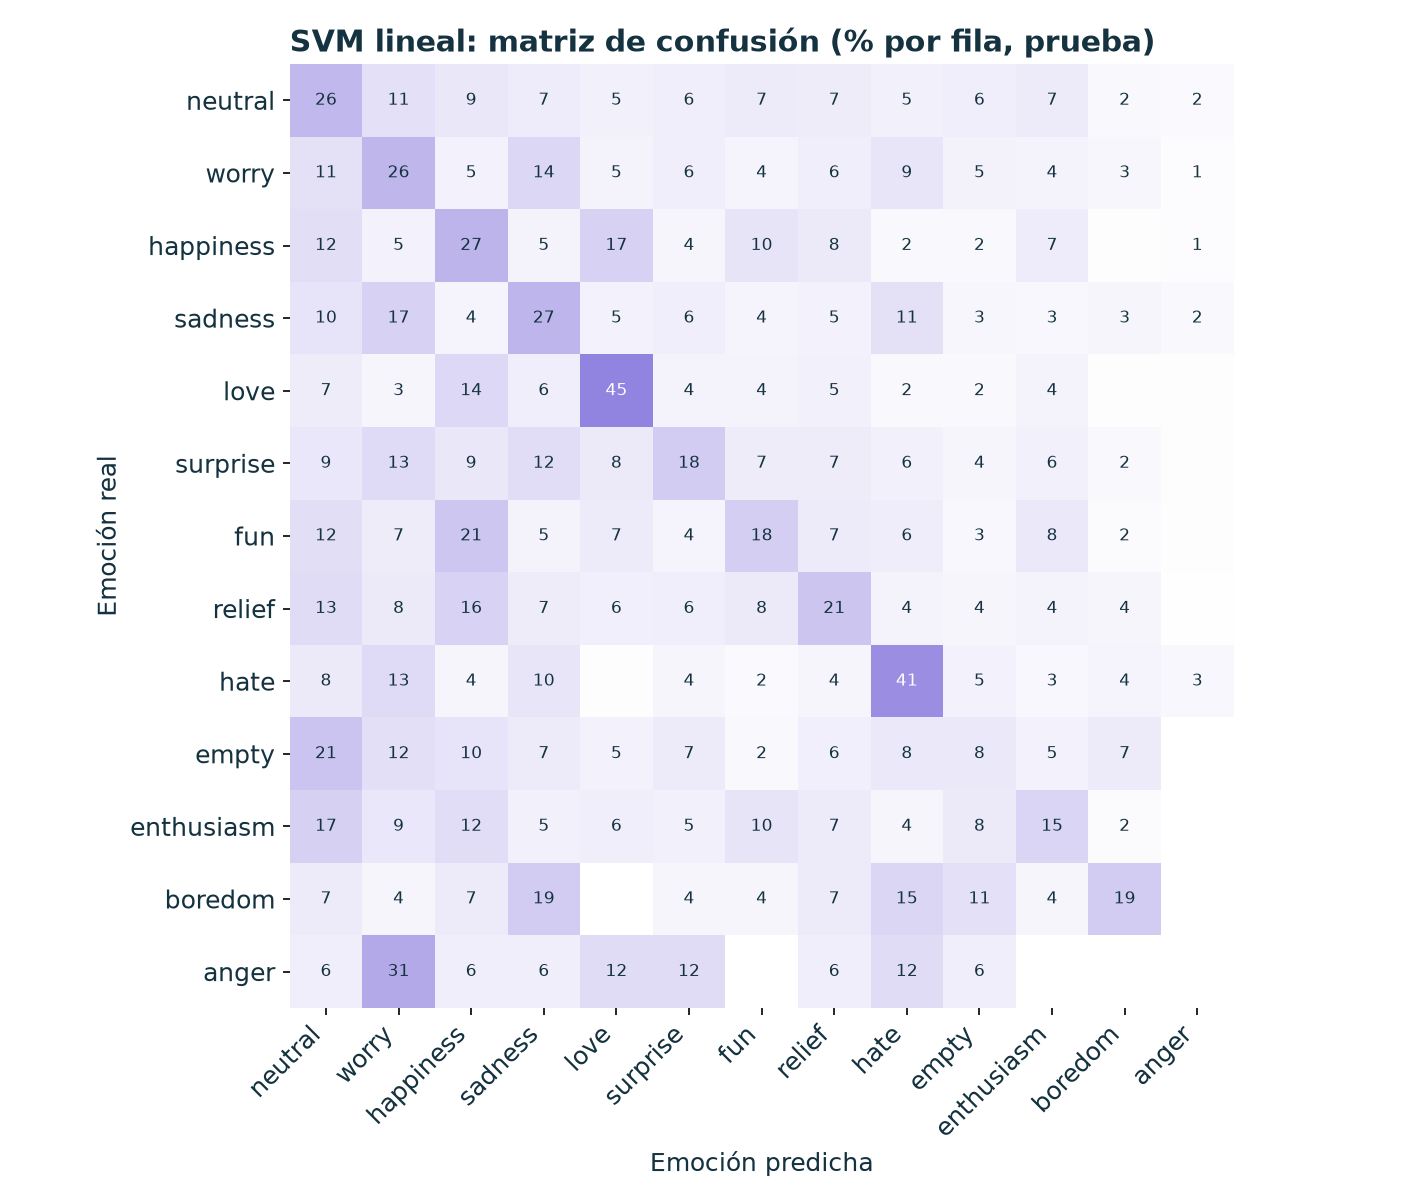 SVM lineal: matriz de confusión (% por fila, prueba)
Emoción real
neutral 26 11 9 7 5 6 7 7 5 6 7 2 2
worry 11 26 5 14 5 6 4 6 9 5 4 3 1
happiness 12 5 27 5 17 4 10 8 2 2 7 1
sadness 10 17 4 27 5 6 4 5 11 3 3 3 2
love 7 3 14 6 45 4 4 5 2 2 4
surprise 9 13 9 12 8 18 7 7 6 4 6 2
fun 12 7 21 5 7 4 18 7 6 3 8 2
relief 13 8 16 7 6 6 8 21 4 4 4 4
hate 8 13 4 10 4 2 4 41 5 3 4 3
empty 21 12 10 7 5 7 2 6 8 8 5 7
enthusiasm 17 9 12 5 6 5 10 7 4 8 15 2
boredom 7 4 7 19 4 4 7 15 11 4 19
anger 6 31 6 6 12 12 6 12 6
neutral worry happiness sadness love surprise fun relief hate empty enthusiasm boredom anger
Emoción predicha